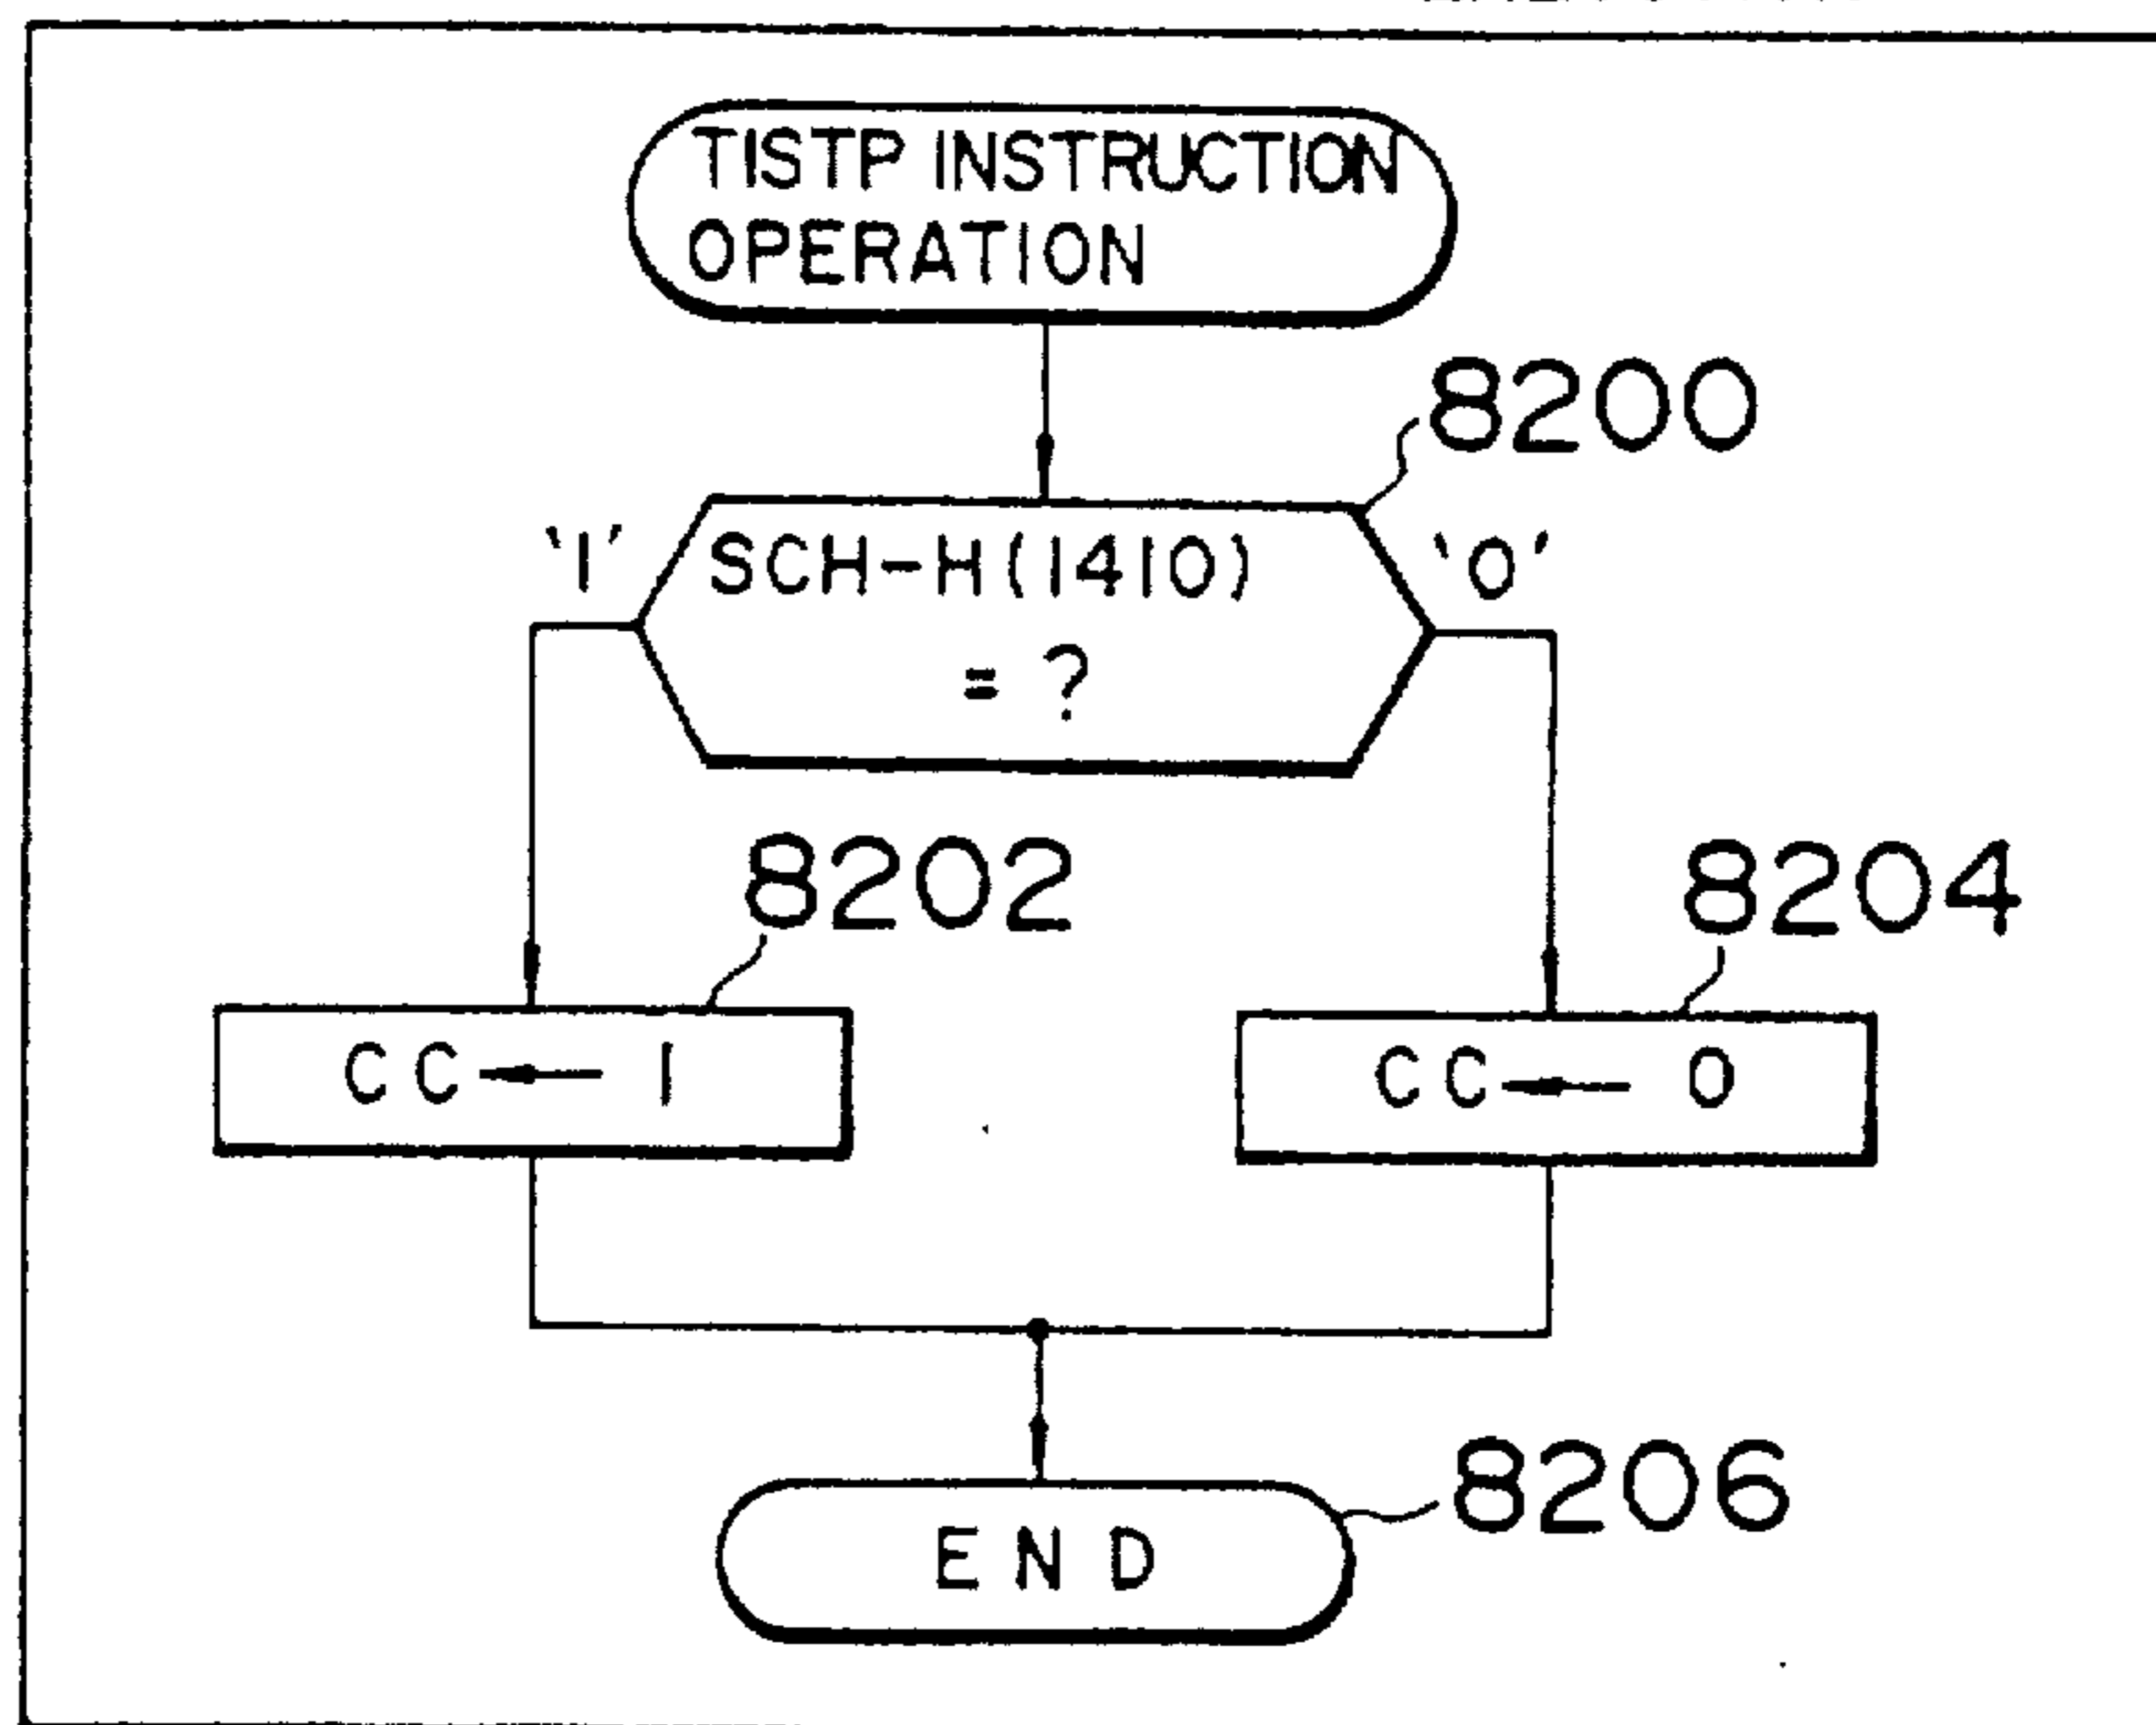 TISTP INSTRUCTION
OPERATION
8200
'1'
SCH-H(1410)
= ?
'0'
8202
8204
CC ← 1
CC ← 0
8206
END